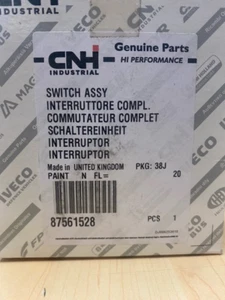 CNH
INDUSTRIAL
Genuine Parts
HI PERFORMANCE
SWITCH ASSY
INTERRUTTORE COMPL.
COMMUTATEUR COMPLET
SCHALTEREINHEIT
INTERRUPTOR
INTERRUPTOR
Made in UNITED KINGDOM PKG: 38J
PAINT N FL= 20
87561528 PCS 1
IVECO